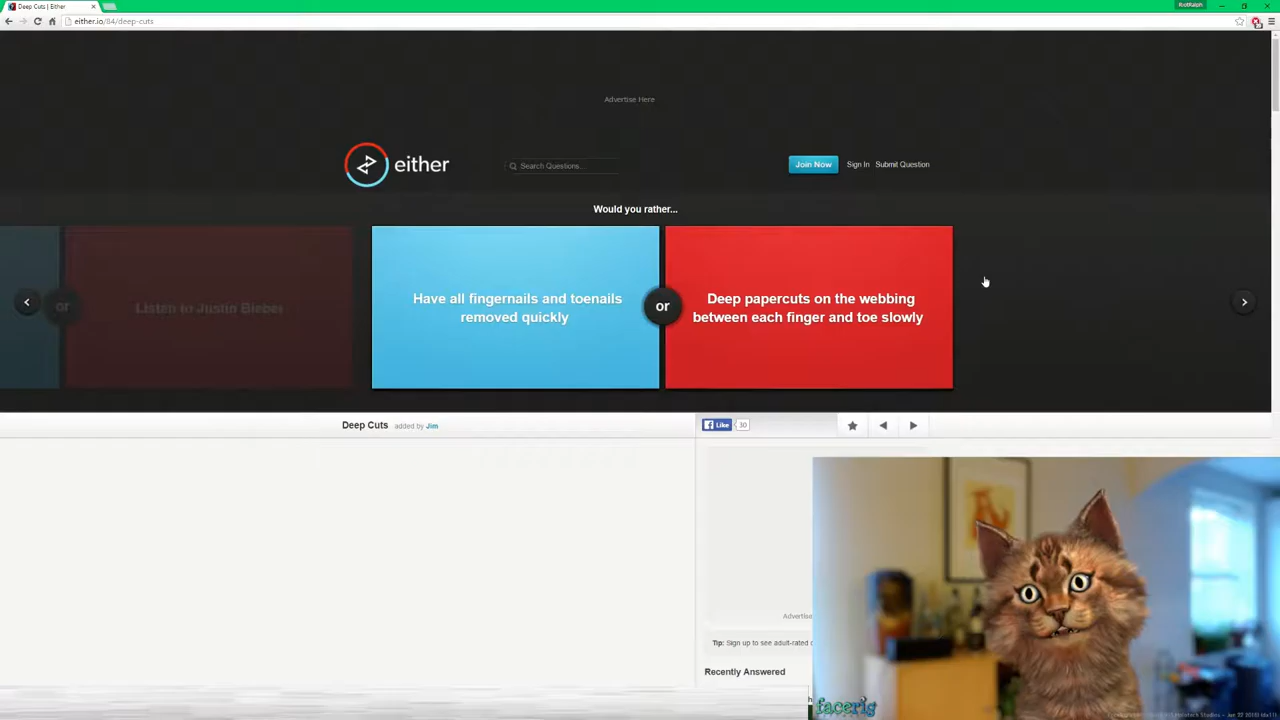 Deep Cuts | Either
either.io/84/deep-cuts
Advertise Here
either
Search Questions...
Join Now
Sign In
Submit Question
Would you rather...
or
Listen to Justin Bieber
Have all fingernails and toenails
removed quickly
or
Deep papercuts on the webbing
between each finger and toe slowly
Deep Cuts added by Jim
Like 30
Tip: Sign up to see adult-rated
Recently Answered
facerig